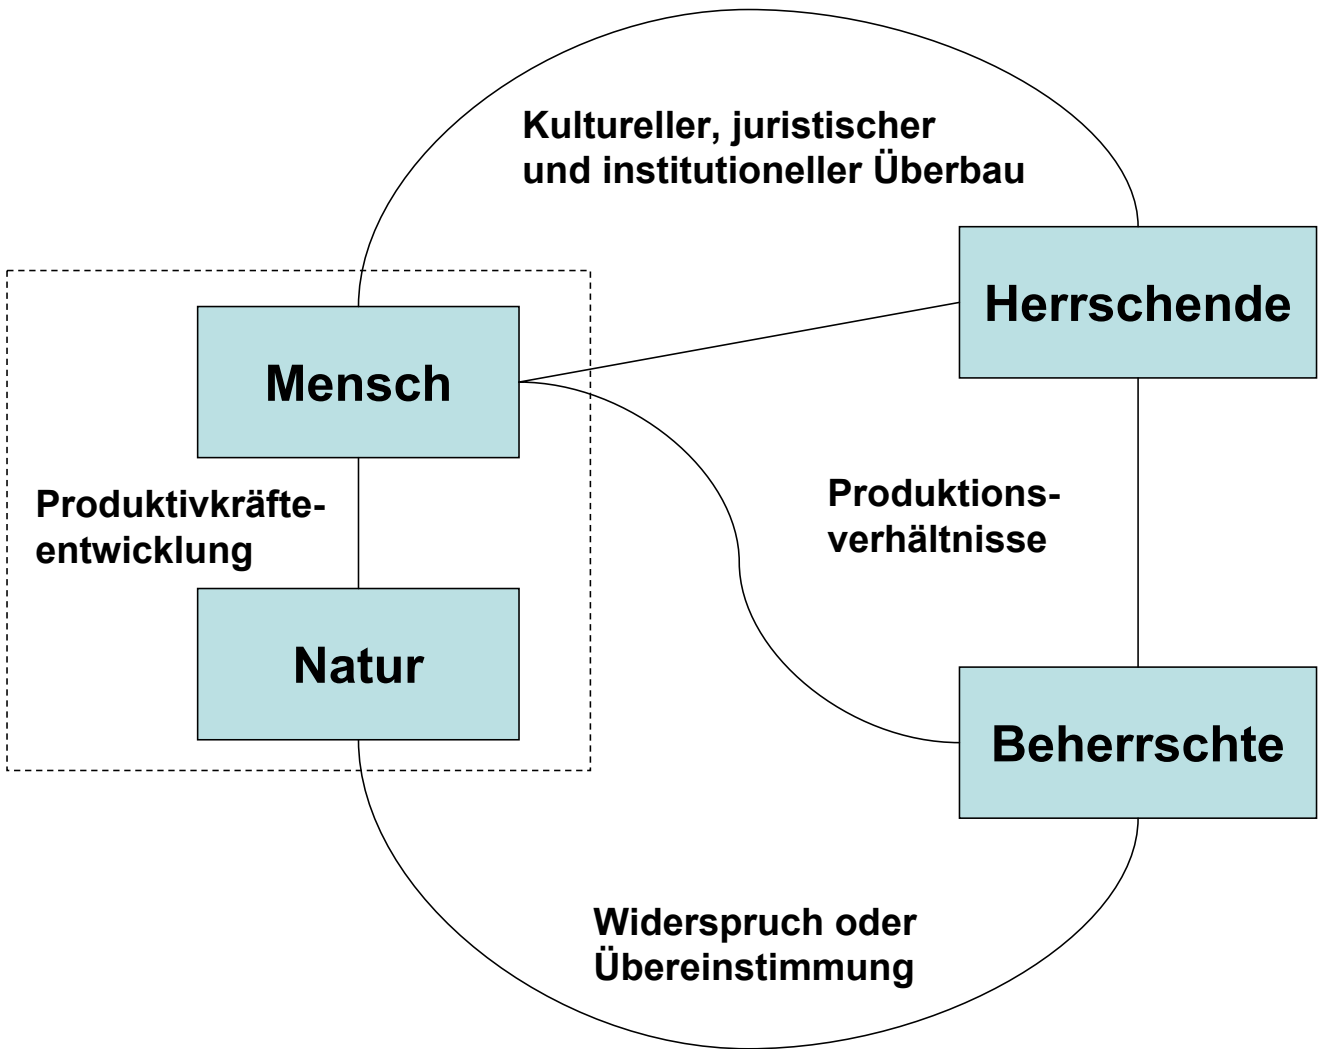 Kultureller, juristischer
und institutioneller Überbau
Herrschende
Mensch
Produktivkräfte-
entwicklung
Produktions-
verhältnisse
Natur
Beherrschte
Widerspruch oder
Übereinstimmung